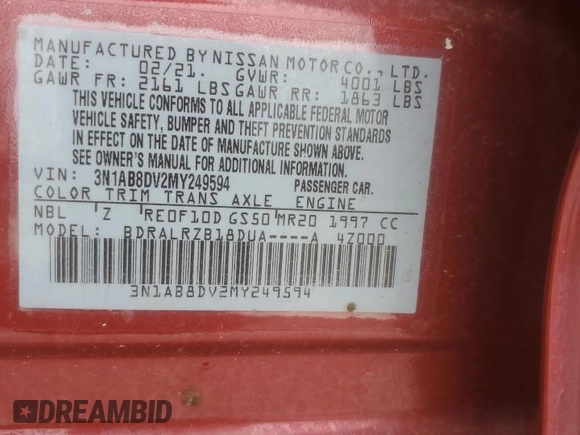 MANUFACTURED BY NISSAN MOTOR CO., LTD.
DATE: 02/21. GVWR: 4001 LBS
GAWR FR: 2161 LBS GAWR RR: 1863 LBS
THIS VEHICLE CONFORMS TO ALL APPLICABLE FEDERAL MOTOR
VEHICLE SAFETY, BUMPER AND THEFT PREVENTION STANDARDS
IN EFFECT ON THE DATE OF MANUFACTURE SHOWN ABOVE.
SEE OWNER'S MANUAL FOR ADDITIONAL INFORMATION.
VIN: 3N1AB8DV2MY249594 PASSENGER CAR.
COLOR TRIM TRANS AXLE ENGINE
NBL Z RE0F10D GS50 MR20 1997 CC
MODEL: BDRALRZB18DUA----A 4Z000
3N1AB8DV2MY249594
DREAMBID